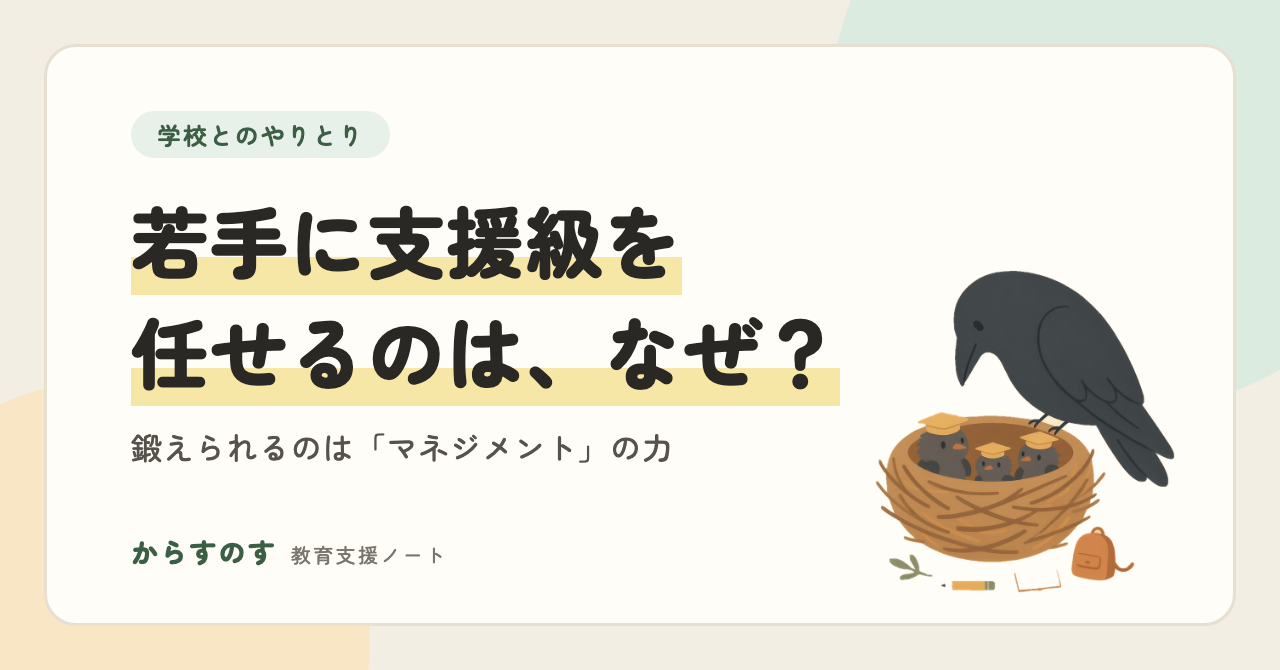 学校とのやりとり
若手に支援級を
任せるのは、なぜ？
鍛えられるのは「マネジメント」の力
からすのす 教育支援ノート